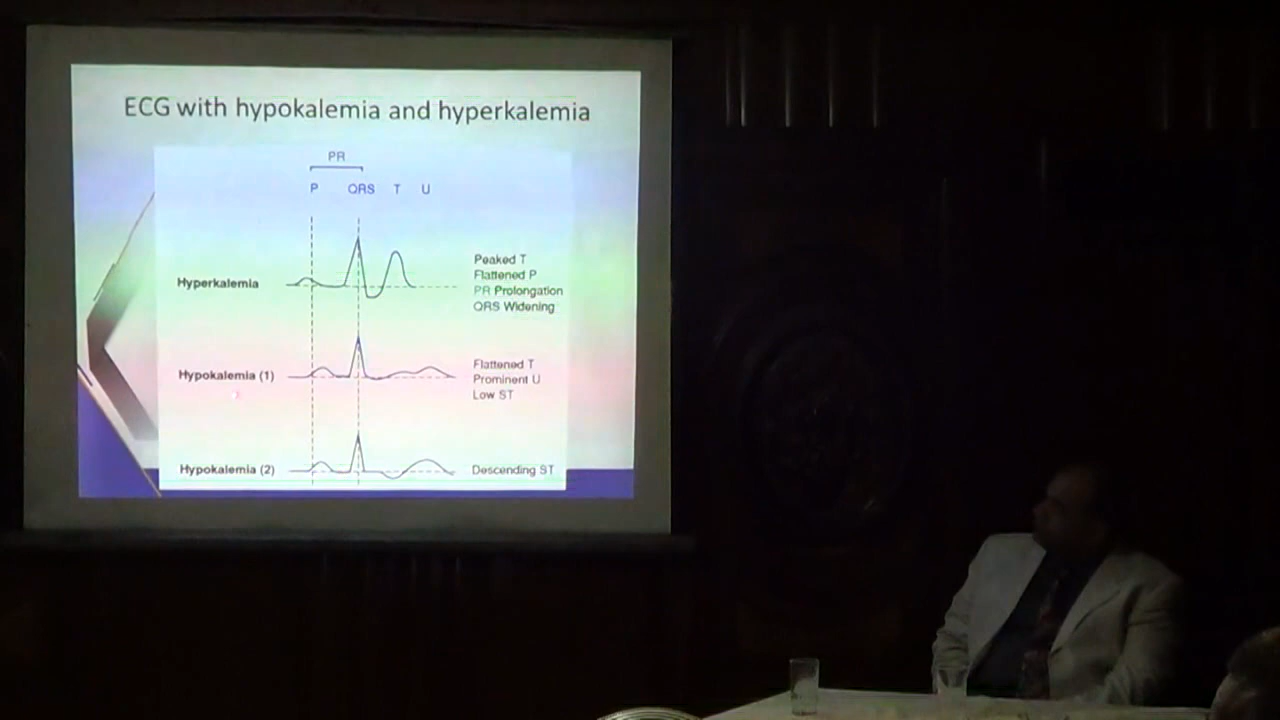 ECG with hypokalemia and hyperkalemia
PR
P QRS T U
Hyperkalemia
Peaked T
Flattened P
PR Prolongation
QRS Widening
Hypokalemia (1)
Flattened T
Prominent U
Low ST
Hypokalemia (2)
Descending ST